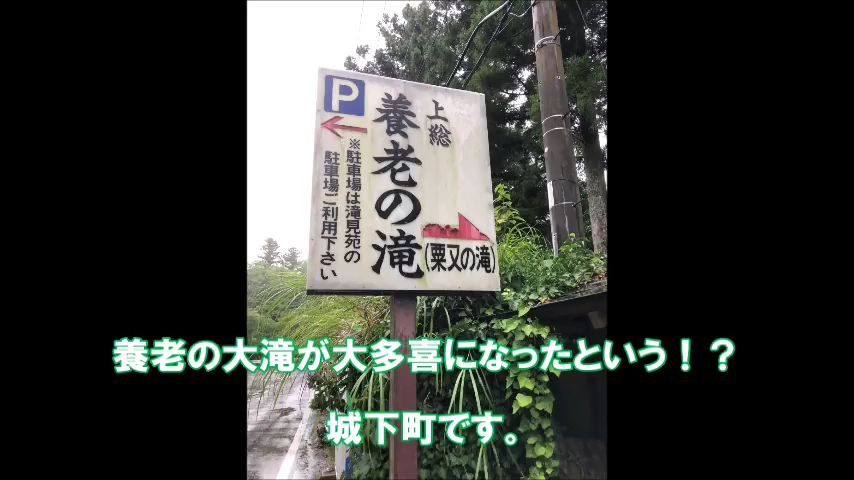 上総
養老の滝
(粟又の滝)
P
※駐車場は滝見苑の
駐車場ご利用下さい
養老の大滝が大多喜になったという！？
城下町です。